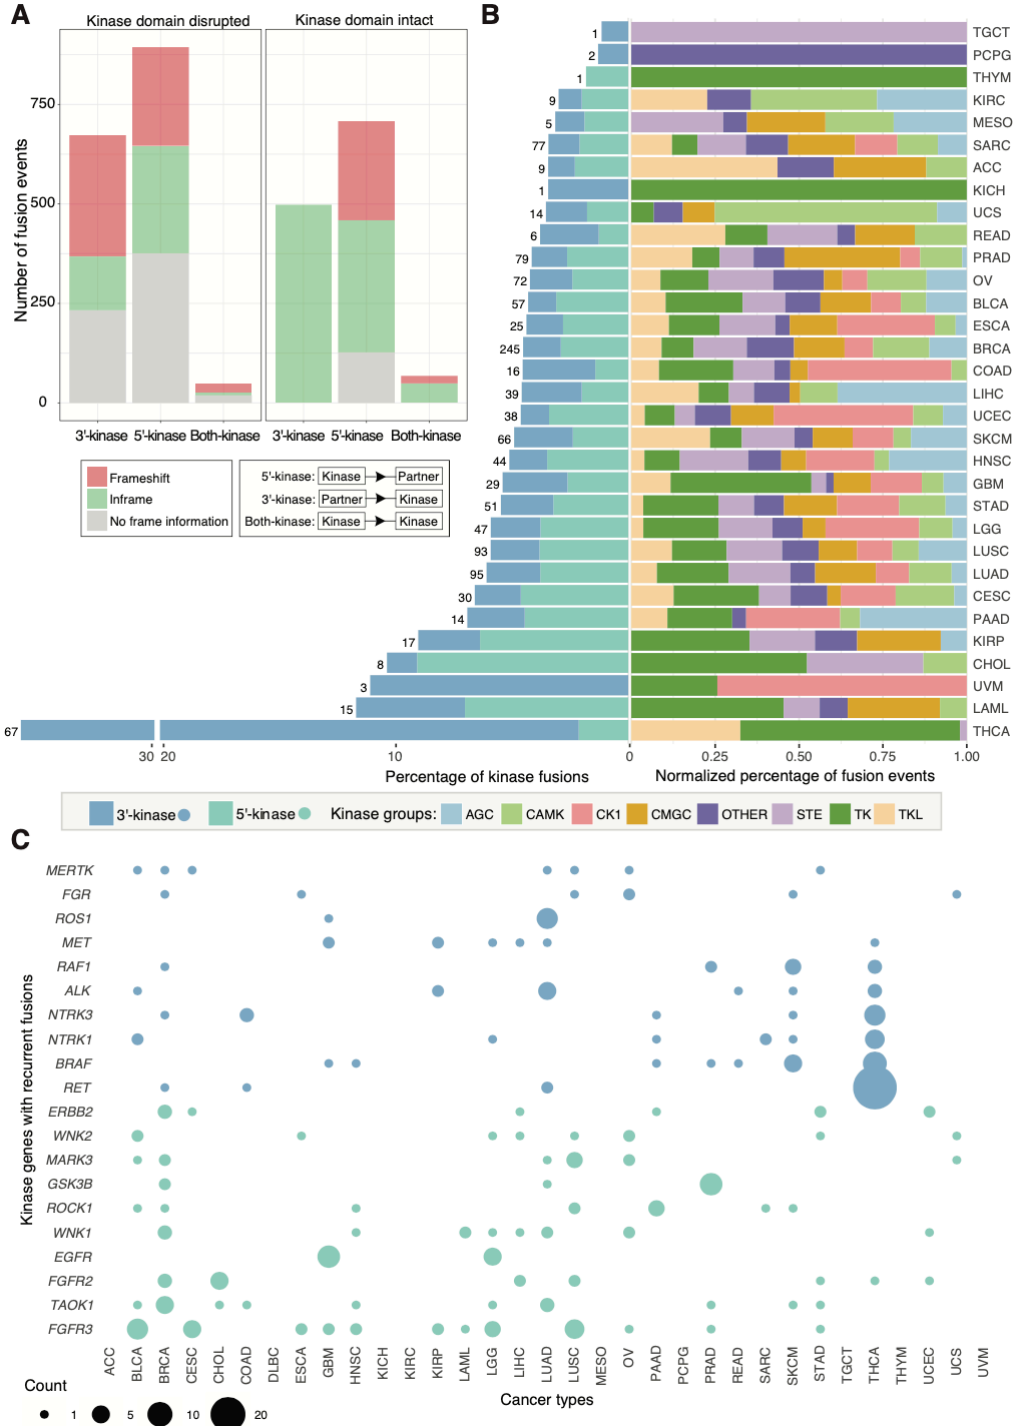 A
Kinase domain disrupted
Kinase domain intact
Number of fusion events
750
500
250
0
3'-kinase 5'-kinase Both-kinase
3'-kinase 5'-kinase Both-kinase
Frameshift
Inframe
No frame information
5'-kinase: Kinase Partner
3'-kinase: Partner Kinase
Both-kinase: Kinase Kinase
B
1 TGCT
2 PCPG
1 THYM
9 KIRC
5 MESO
77 SARC
9 ACC
1 KICH
14 UCS
6 READ
79 PRAD
72 OV
57 BLCA
25 ESCA
245 BRCA
16 COAD
39 LIHC
38 UCEC
66 SKCM
44 HNSC
29 GBM
51 STAD
47 LGG
93 LUSC
95 LUAD
30 CESC
14 PAAD
17 KIRP
8 CHOL
3 UVM
15 LAML
67 THCA
30 20 10 0 0.25 0.50 0.75 1.00
Percentage of kinase fusions
Normalized percentage of fusion events
3'-kinase 5'-kinase Kinase groups: AGC CAMK CK1 CMGC OTHER STE TK TKL
C
Kinase genes with recurrent fusions
MERTK
FGR
ROS1
MET
RAF1
ALK
NTRK3
NTRK1
BRAF
RET
ERBB2
WNK2
MARK3
GSK3B
ROCK1
WNK1
EGFR
FGFR2
TAOK1
FGFR3
ACC BLCA BRCA CESC CHOL COAD DLBC ESCA GBM HNSC KICH KIRC KIRP LAML LGG LIHC LUAD LUSC MESO OV PAAD PCPG PRAD READ SARC SKCM STAD TGCT THCA THYM UCEC UCS UVM
Cancer types
Count
1 5 10 20